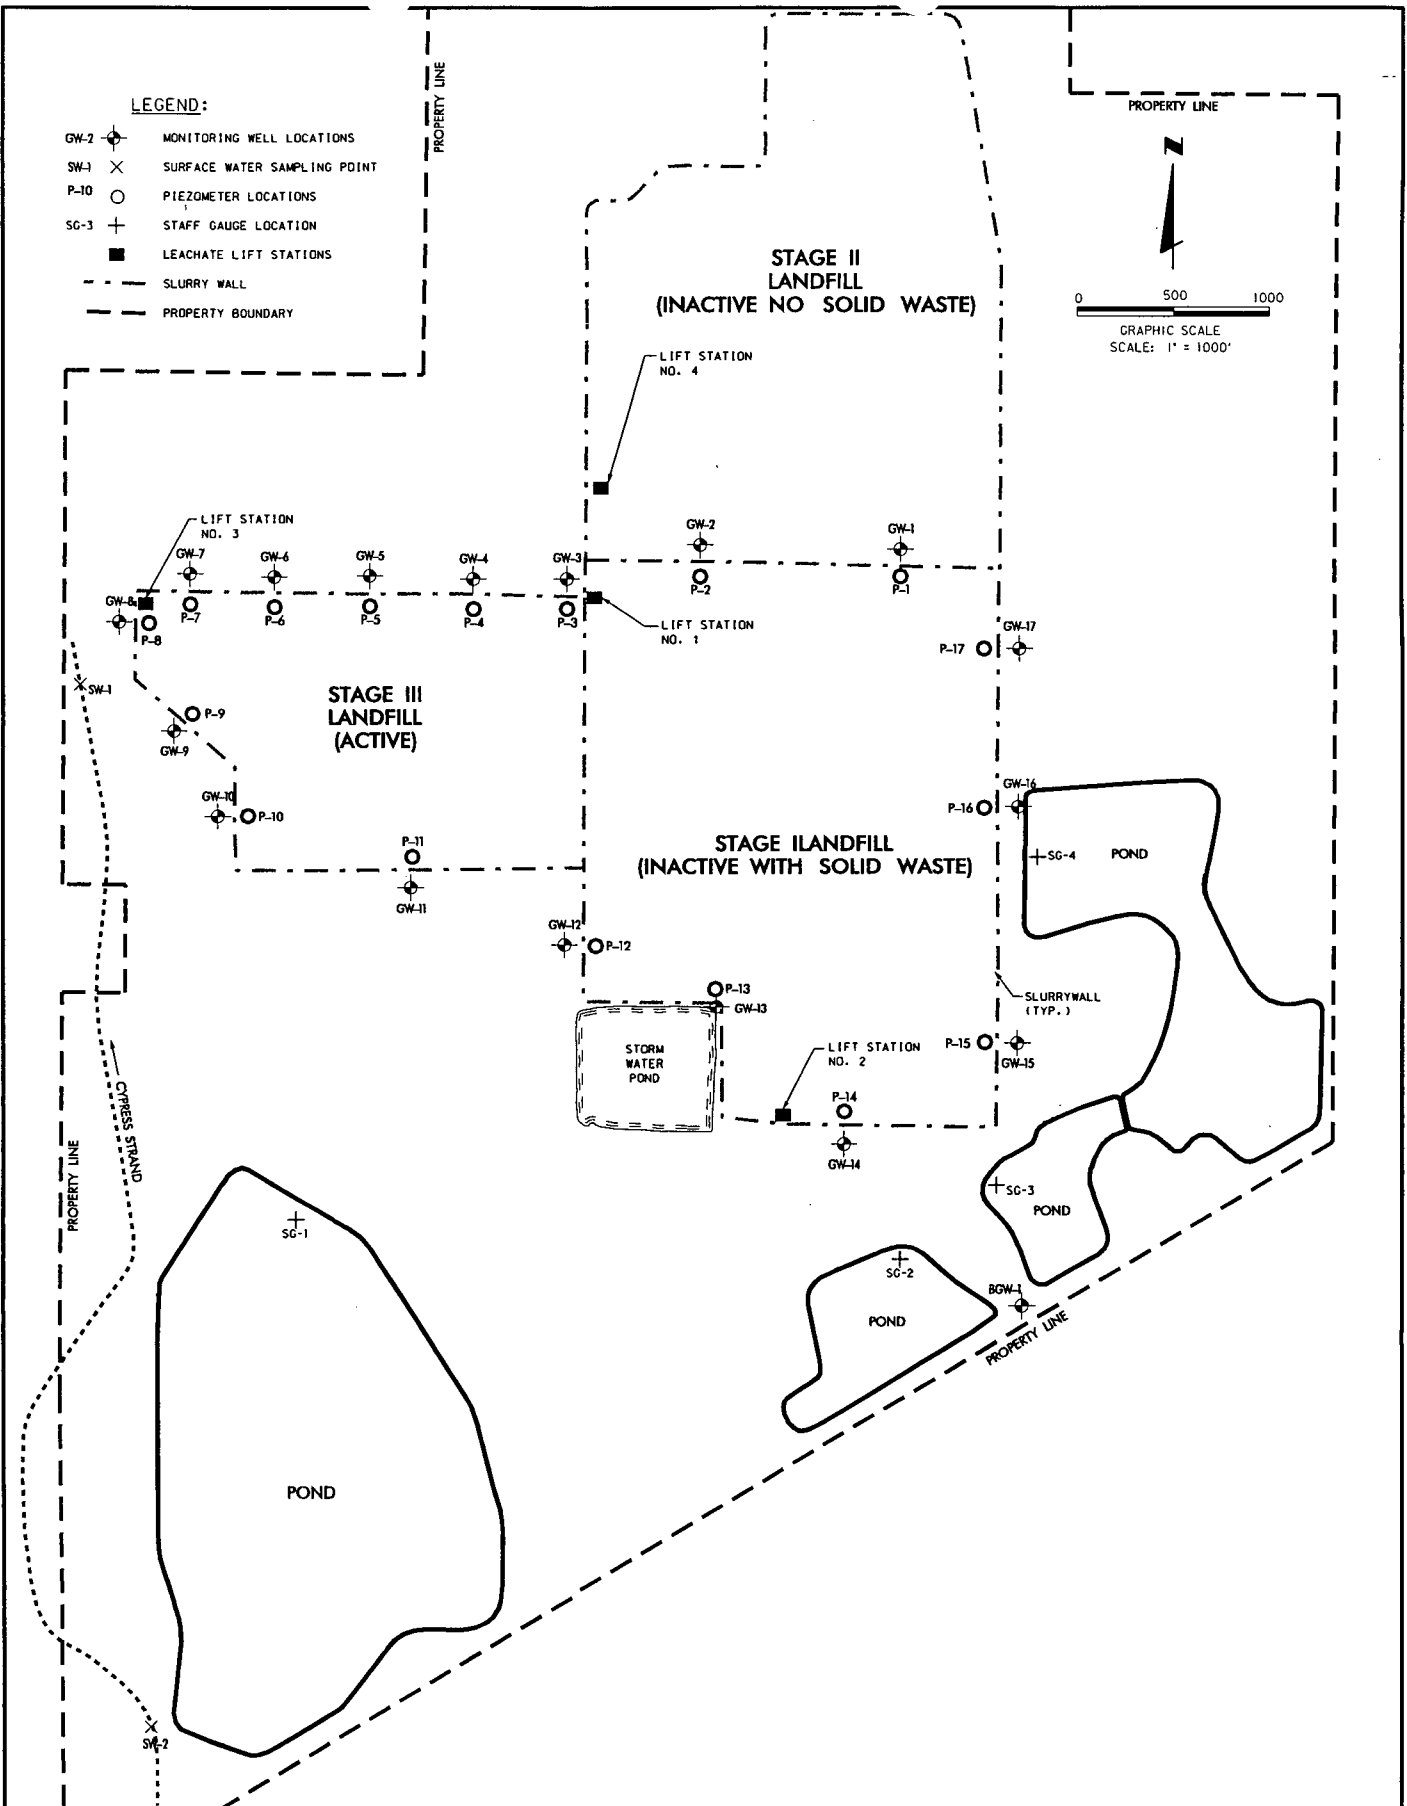 LEGEND:
GW-2 MONITORING WELL LOCATIONS
SW-1 SURFACE WATER SAMPLING POINT
P-10 PIEZOMETER LOCATIONS
SG-3 STAFF GAUGE LOCATION
LEACHATE LIFT STATIONS
SLURRY WALL
PROPERTY BOUNDARY
PROPERTY LINE
PROPERTY LINE
N
0 500 1000
GRAPHIC SCALE
SCALE: 1" = 1000'
STAGE II
LANDFILL
(INACTIVE NO SOLID WASTE)
LIFT STATION
NO. 4
LIFT STATION
NO. 3
GW-7
GW-6
GW-5
GW-4
GW-3
GW-2
GW-1
GW-8
P-8
P-7
P-6
P-5
P-4
P-3
P-2
P-1
LIFT STATION
NO. 1
P-17
GW-17
SW-1
STAGE III
LANDFILL
(ACTIVE)
P-9
GW-9
GW-10
P-10
P-11
GW-11
P-16
GW-16
STAGE ILANDFILL
(INACTIVE WITH SOLID WASTE)
SG-4
POND
GW-12
P-12
P-13
GW-13
SLURRYWALL
(TYP.)
STORM
WATER
POND
LIFT STATION
NO. 2
P-15
GW-15
P-14
GW-14
CYPRESS STRAND
PROPERTY LINE
SG-1
SG-3
POND
SG-2
POND
BGW-1
PROPERTY LINE
POND
SW-2